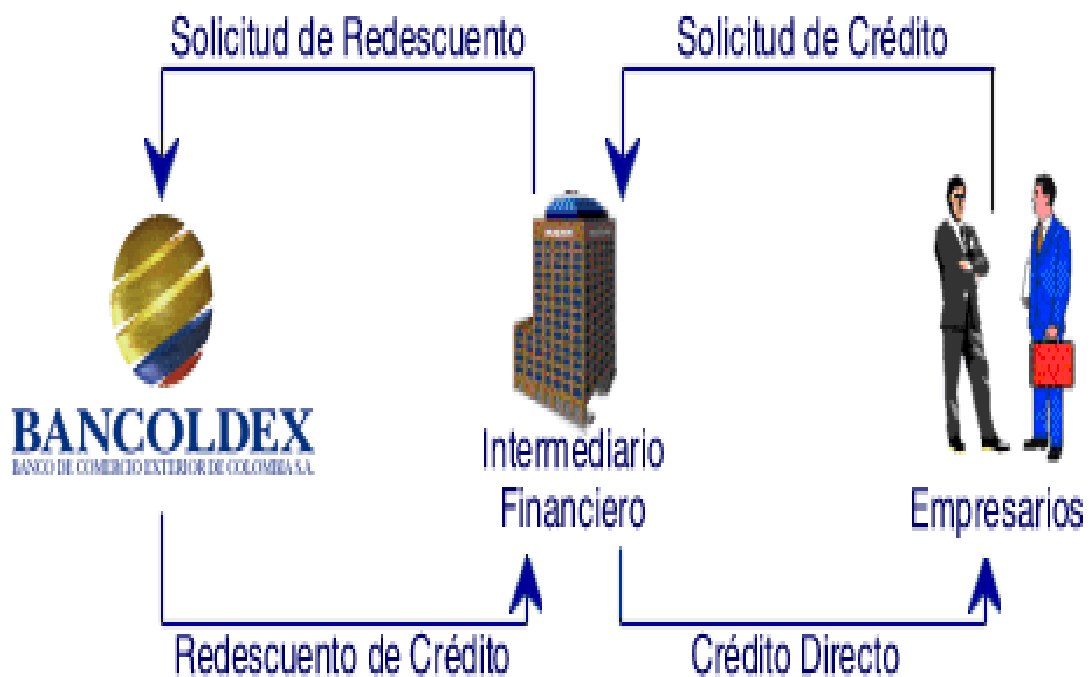 Solicitud de Redescuento
Solicitud de Crédito
BANCOLDEX
BANCO DE COMERCIO EXTERIOR DE COLOMBIA S.A.
Intermediario
Financiero
Empresarios
Redescuento de Crédito
Crédito Directo